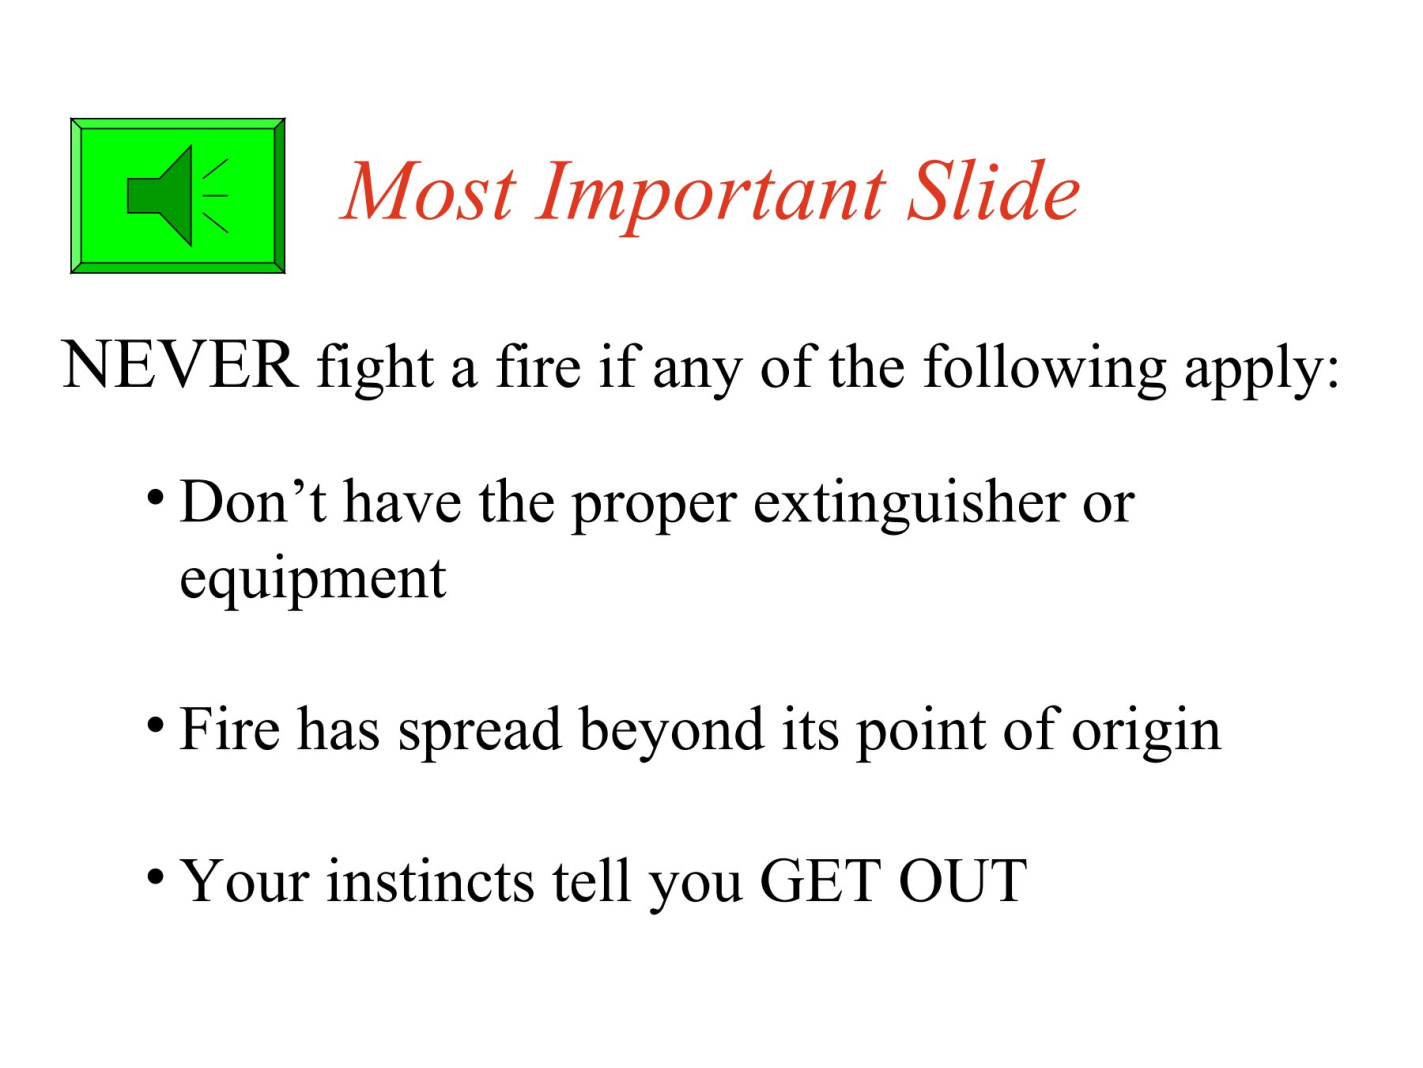 Most Important Slide
NEVER fight a fire if any of the following apply:
• Don’t have the proper extinguisher or
equipment
• Fire has spread beyond its point of origin
• Your instincts tell you GET OUT